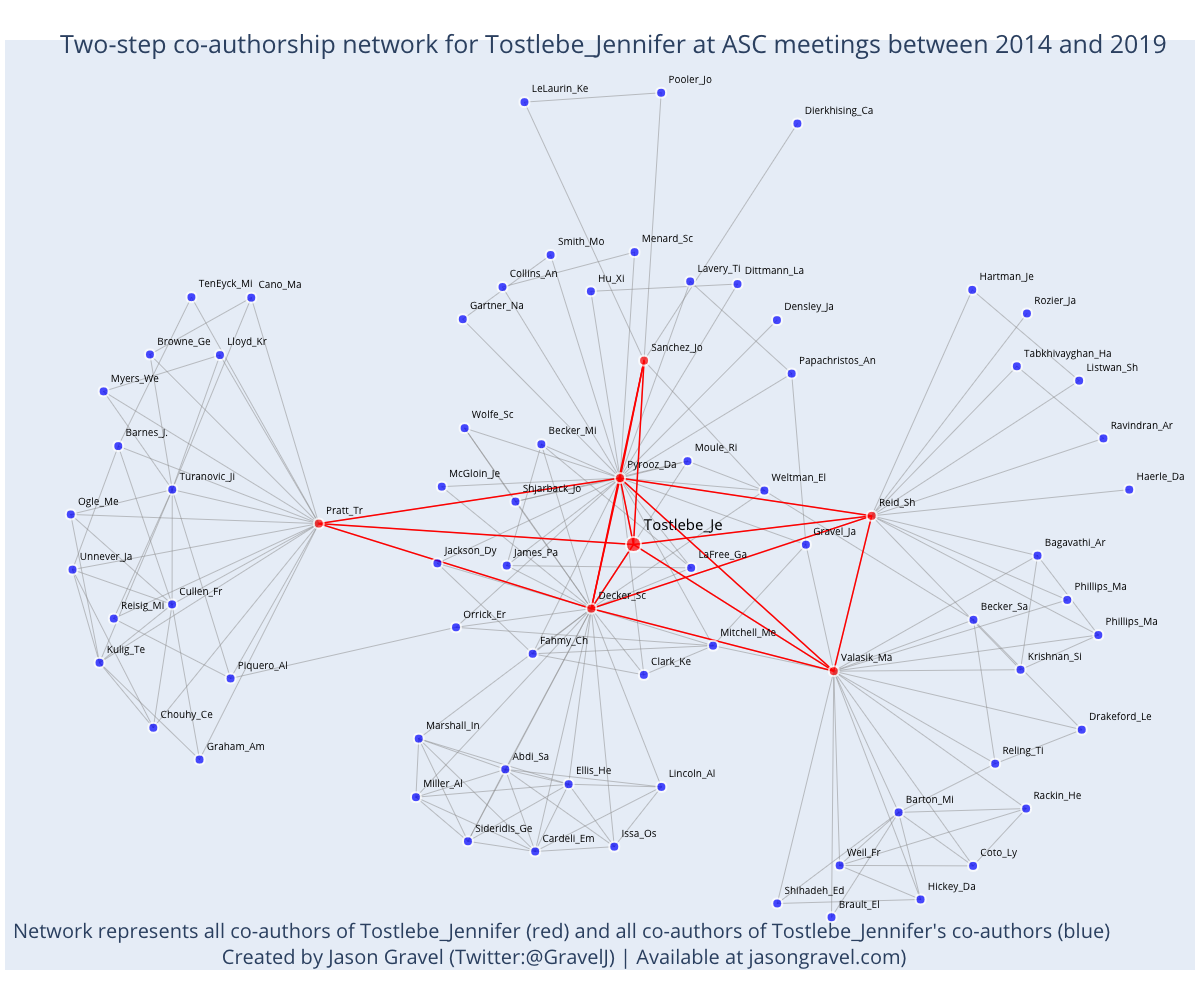 Two-step co-authorship network for Tostlebe_Jennifer at ASC meetings between 2014 and 2019
Pooler_Jo
LeLaurin_Ke
Dierkhising_Ca
Menard_Sc
Smith_Mo
Lavery_Ti
Dittmann_La
Collins_An
Hu_Xi
Hartman_Je
TenEyck_Mi
Cano_Ma
Gartner_Na
Densley_Ja
Rozier_Ja
Browne_Ge
Lloyd_Kr
Sanchez_Jo
Tabkhivayghan_Ha
Papachristos_An
Listwan_Sh
Myers_We
Wolfe_Sc
Ravindran_Ar
Barnes_J.
Becker_Mi
Moule_Ri
Pyrooz_Da
Turanovic_Ji
McGloin_Je
Weltman_El
Haerle_Da
Shjarback_Jo
Ogle_Me
Pratt_Tr
Reid_Sh
Tostlebe_Je
Gravel_Ja
Bagavathi_Ar
Jackson_Dy
James_Pa
LaFree_Ga
Unnever_Ja
Phillips_Ma
Cullen_Fr
Decker_Sc
Reisig_Mi
Becker_Sa
Orrick_Er
Phillips_Ma
Mitchell_Me
Fahmy_Ch
Kulig_Te
Valasik_Ma
Krishnan_Si
Piquero_Al
Clark_Ke
Chouhy_Ce
Drakeford_Le
Marshall_In
Graham_Am
Reling_Ti
Abdi_Sa
Ellis_He
Lincoln_Al
Miller_Al
Barton_Mi
Rackin_He
Sideridis_Ge
Cardeli_Em
Issa_Os
Weil_Fr
Coto_Ly
Hickey_Da
Shihadeh_Ed
Brault_El
Network represents all co-authors of Tostlebe_Jennifer (red) and all co-authors of Tostlebe_Jennifer's co-authors (blue)
Created by Jason Gravel (Twitter:@GravelJ) | Available at jasongravel.com)